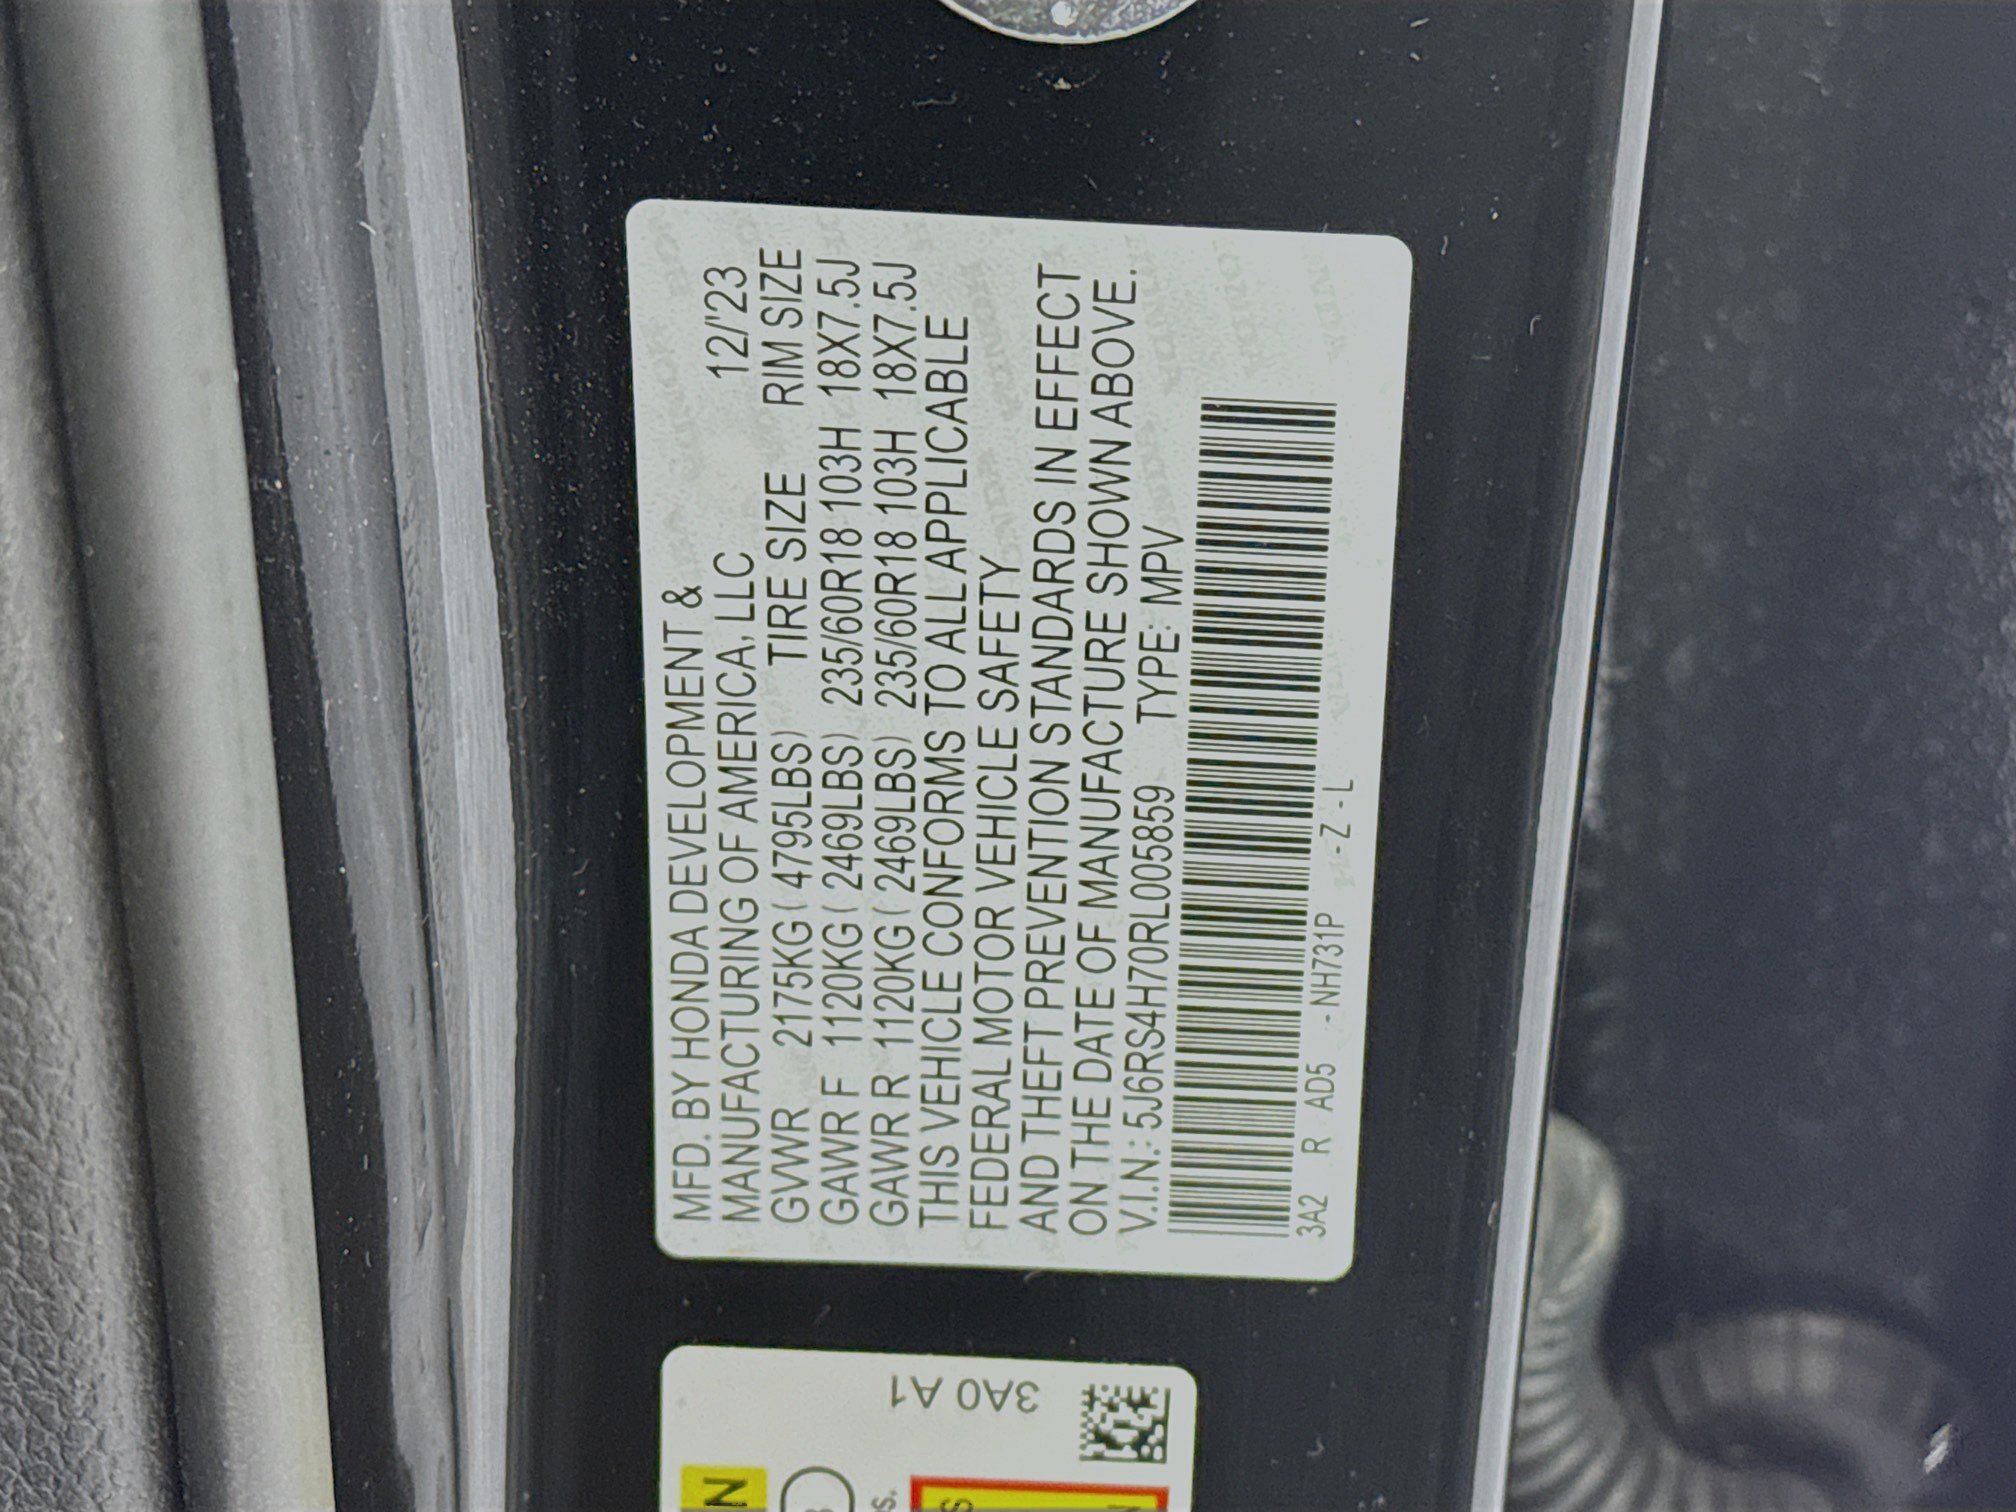 MFD. BY HONDA DEVELOPMENT &
MANUFACTURING OF AMERICA, LLC 12/'23
GVWR 2175KG ( 4795LBS) TIRE SIZE RIM SIZE
GAWR F 1120KG ( 2469LBS) 235/60R18 103H 18X7.5J
GAWR R 1120KG ( 2469LBS) 235/60R18 103H 18X7.5J
THIS VEHICLE CONFORMS TO ALL APPLICABLE
FEDERAL MOTOR VEHICLE SAFETY
AND THEFT PREVENTION STANDARDS IN EFFECT
ON THE DATE OF MANUFACTURE SHOWN ABOVE.
V.I.N.: 5J6RS4H70RL005859 TYPE: MPV
3A2 R AD5 - NH731P - Z - L
3A0 A1